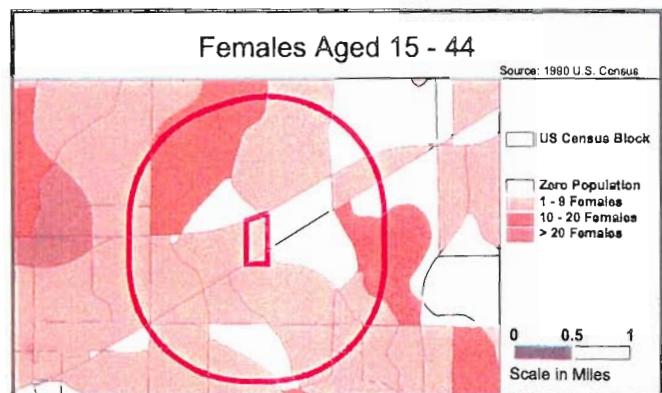 Females Aged 15 - 44
Source: 1990 U.S. Census
US Census Block
Zero Population
1 - 9 Females
10 - 20 Females
> 20 Females
0 0.5 1
Scale in Miles